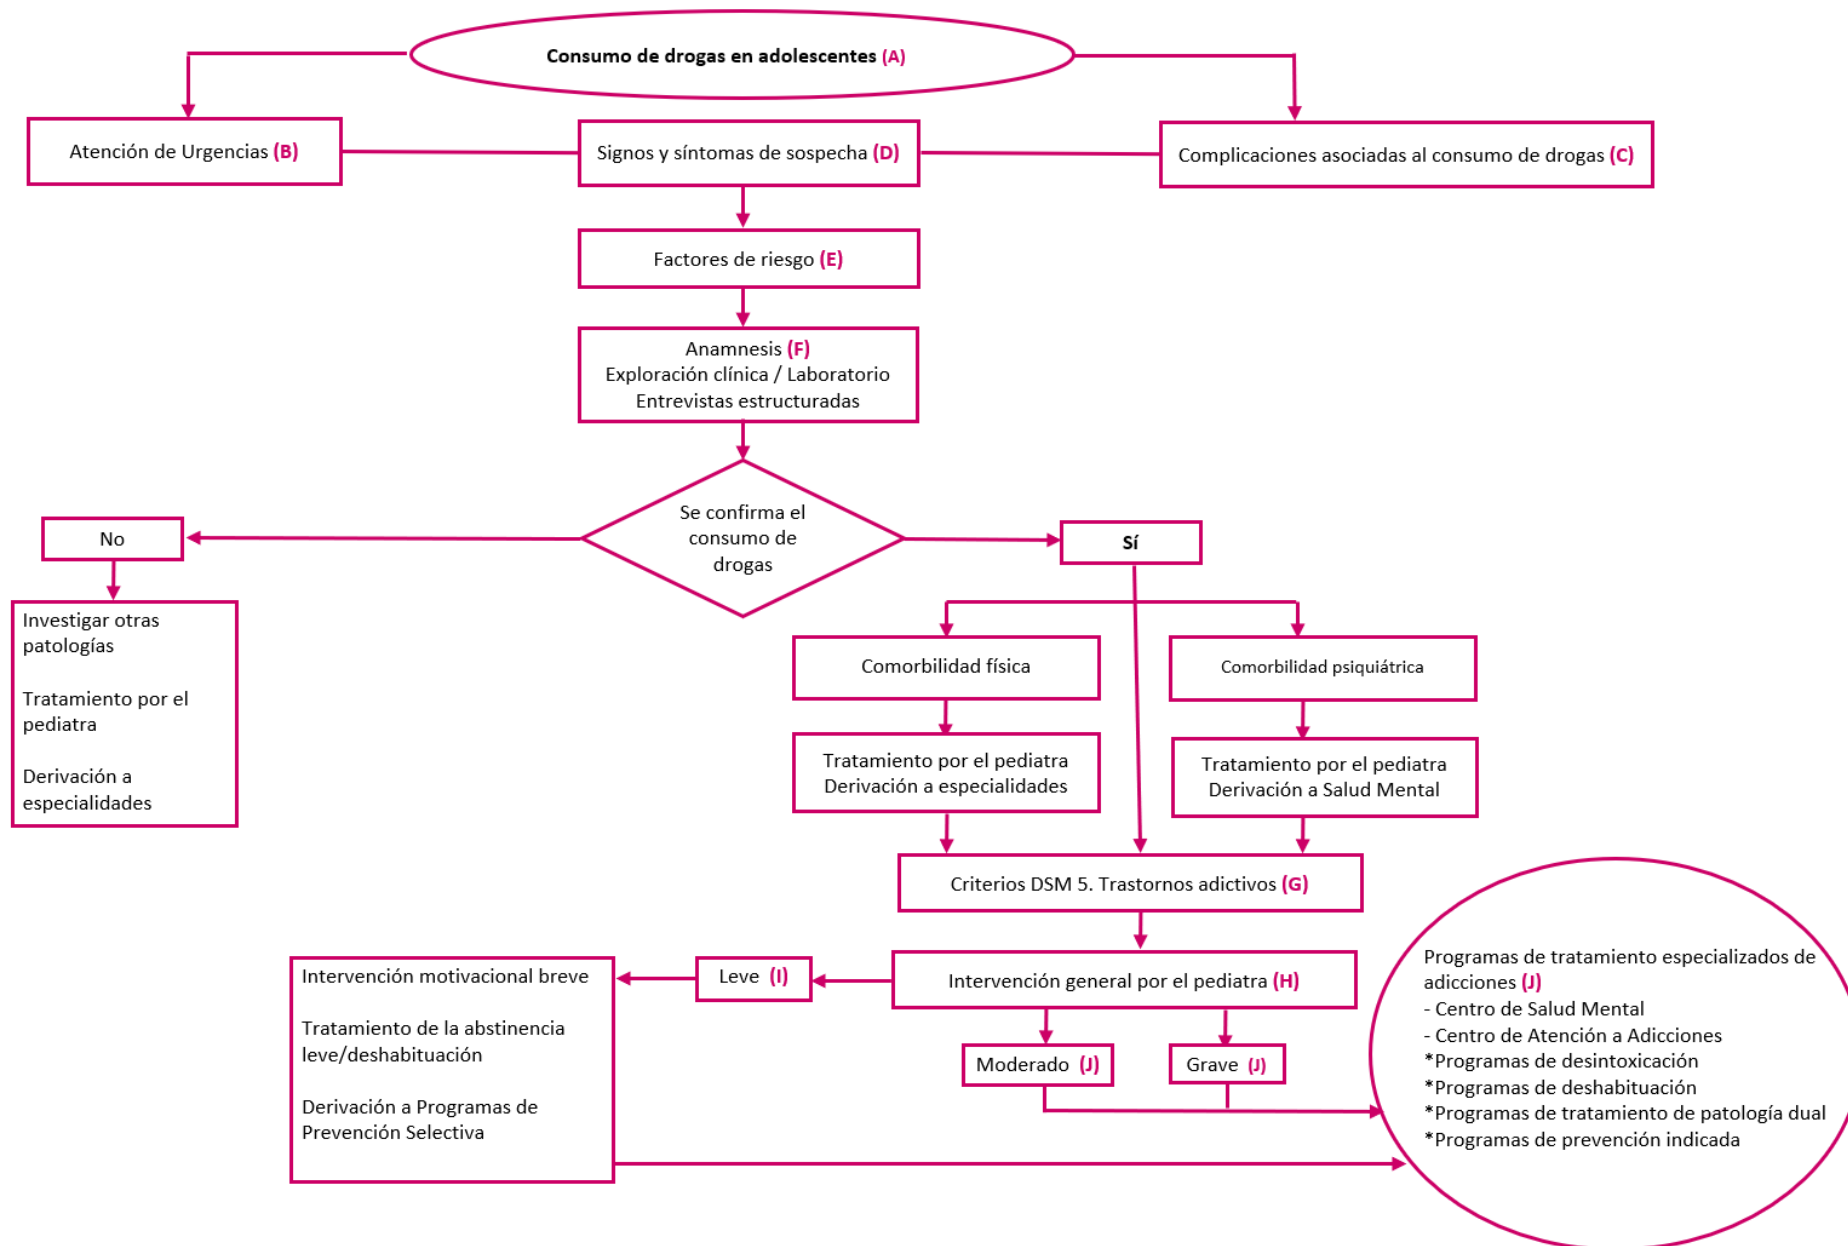 Consumo de drogas en adolescentes (A)
Atención de Urgencias (B)
Signos y síntomas de sospecha (D)
Complicaciones asociadas al consumo de drogas (C)
Factores de riesgo (E)
Anamnesis (F)
Exploración clínica / Laboratorio
Entrevistas estructuradas
Se confirma el
consumo de
drogas
No
Sí
Investigar otras
patologías
Tratamiento por el
pediatra
Derivación a
especialidades
Comorbilidad física
Comorbilidad psiquiátrica
Tratamiento por el pediatra
Derivación a especialidades
Tratamiento por el pediatra
Derivación a Salud Mental
Criterios DSM 5. Trastornos adictivos (G)
Intervención general por el pediatra (H)
Leve (I)
Intervención motivacional breve
Tratamiento de la abstinencia
leve/deshabituación
Derivación a Programas de
Prevención Selectiva
Moderado (J)
Grave (J)
Programas de tratamiento especializados de
adicciones (J)
- Centro de Salud Mental
- Centro de Atención a Adicciones
*Programas de desintoxicación
*Programas de deshabituación
*Programas de tratamiento de patología dual
*Programas de prevención indicada